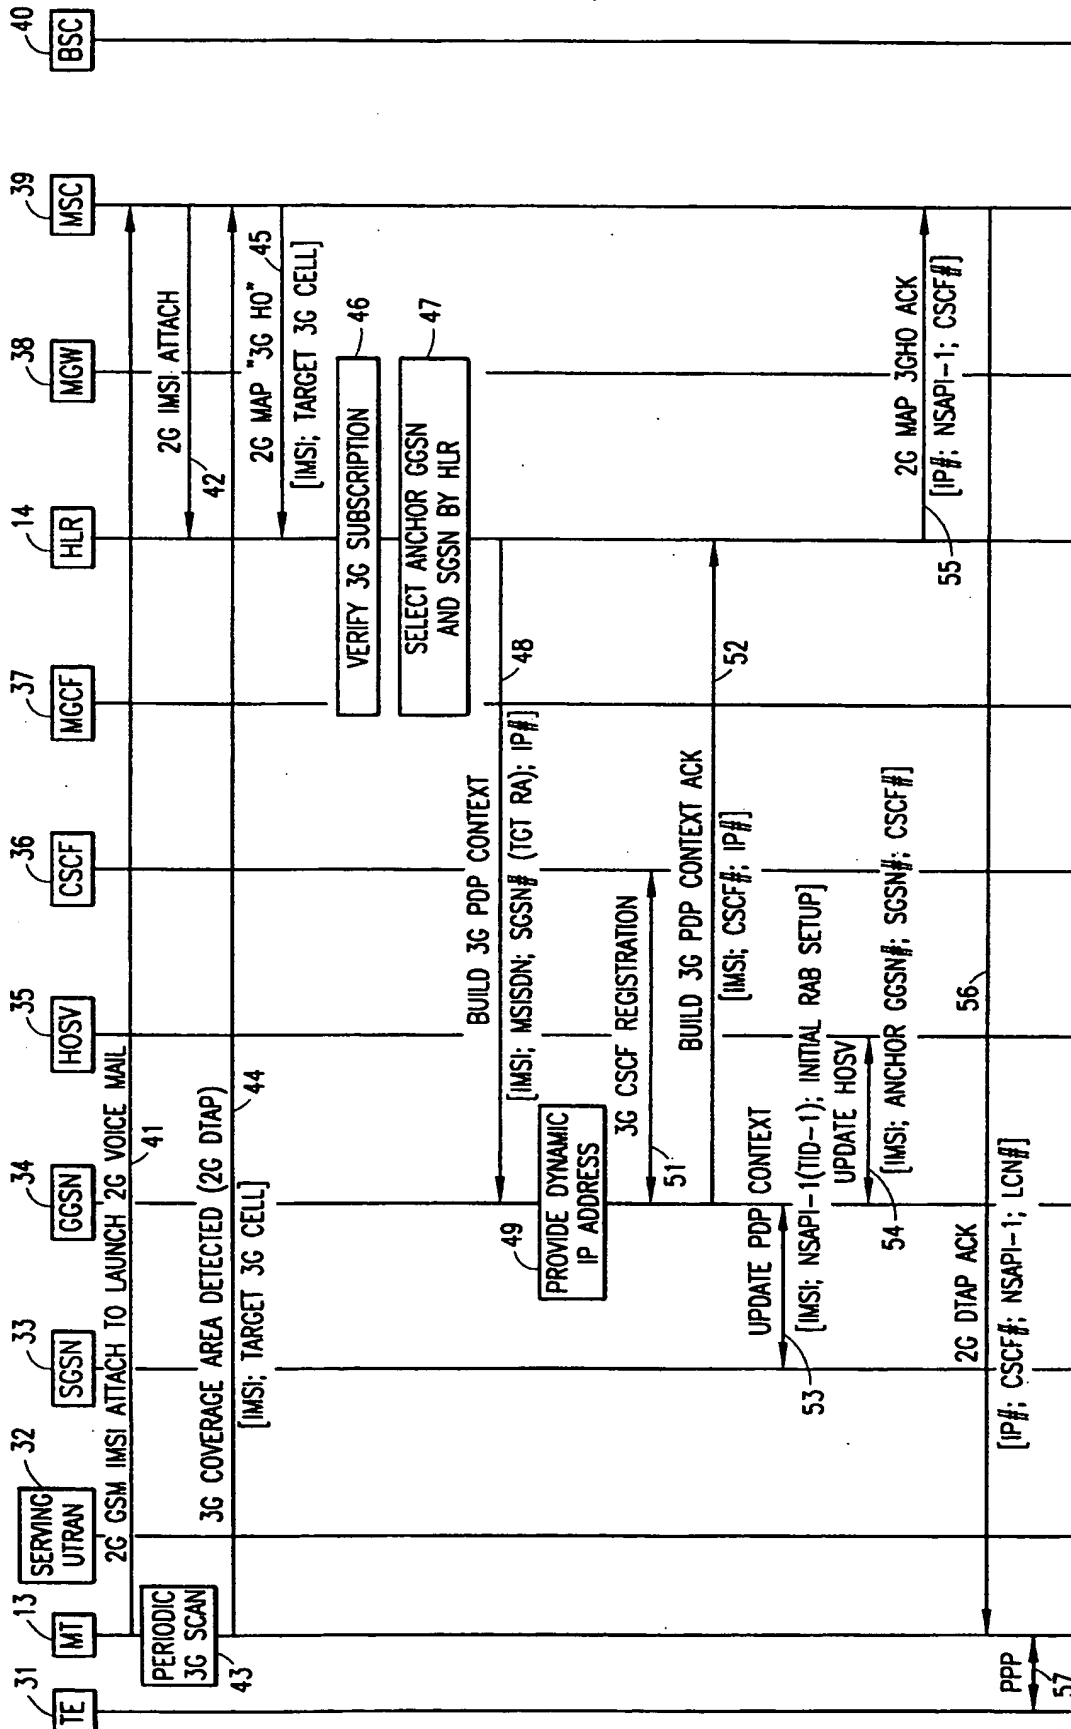 31
TE
13
MT
32
SERVING
UTRAN
33
SGSN
34
GGSN
35
HOSV
36
CSCF
37
MGCF
14
HLR
38
MGW
39
MSC
40
BSC
2G GSM IMSI ATTACH TO LAUNCH 2G VOICE MAIL
41
2G IMSI ATTACH
42
PERIODIC
3G SCAN
43
3G COVERAGE AREA DETECTED (2G DTAP)
44
[IMSI; TARGET 3G CELL]
2G MAP "3G HO"
45
[IMSI; TARGET 3G CELL]
VERIFY 3G SUBSCRIPTION
46
SELECT ANCHOR GGSN
AND SGSN BY HLR
47
BUILD 3G PDP CONTEXT
48
[IMSI; MSISDN; SGSN# (TGT RA); IP#]
PROVIDE DYNAMIC
IP ADDRESS
49
3G CSCF REGISTRATION
51
BUILD 3G PDP CONTEXT ACK
52
[IMSI; CSCF#; IP#]
UPDATE PDP CONTEXT
53
[IMSI; NSAPI-1(TID-1); INITIAL RAB SETUP]
UPDATE HOSV
54
[IMSI; ANCHOR GGSN#; SGSN#; CSCF#]
2G MAP 3GHO ACK
55
[IP#; NSAPI-1; CSCF#]
2G DTAP ACK
56
[IP#; CSCF#; NSAPI-1; LCN#]
PPP
57